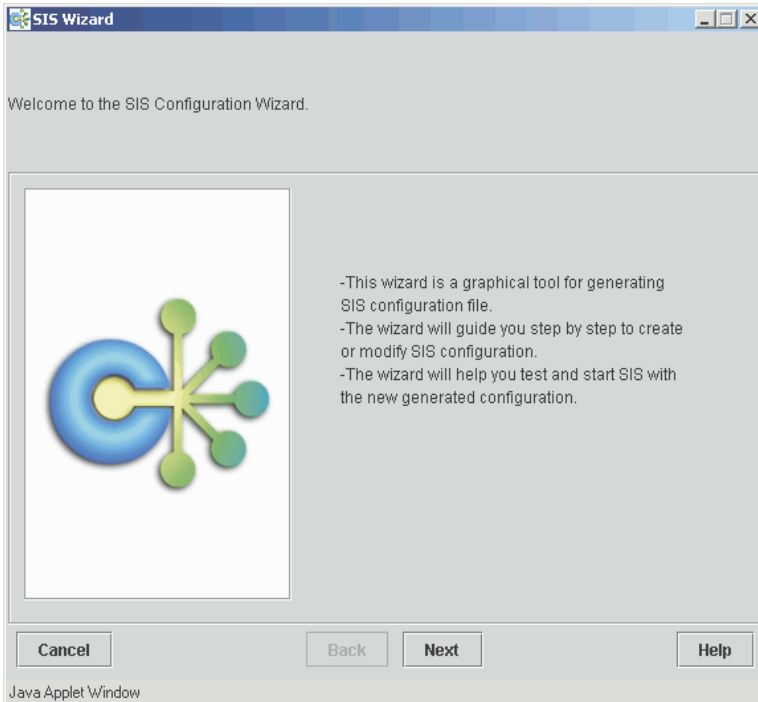 SIS Wizard
Welcome to the SIS Configuration Wizard.
-This wizard is a graphical tool for generating
SIS configuration file.
-The wizard will guide you step by step to create
or modify SIS configuration.
-The wizard will help you test and start SIS with
the new generated configuration.
Cancel
Back
Next
Help
Java Applet Window